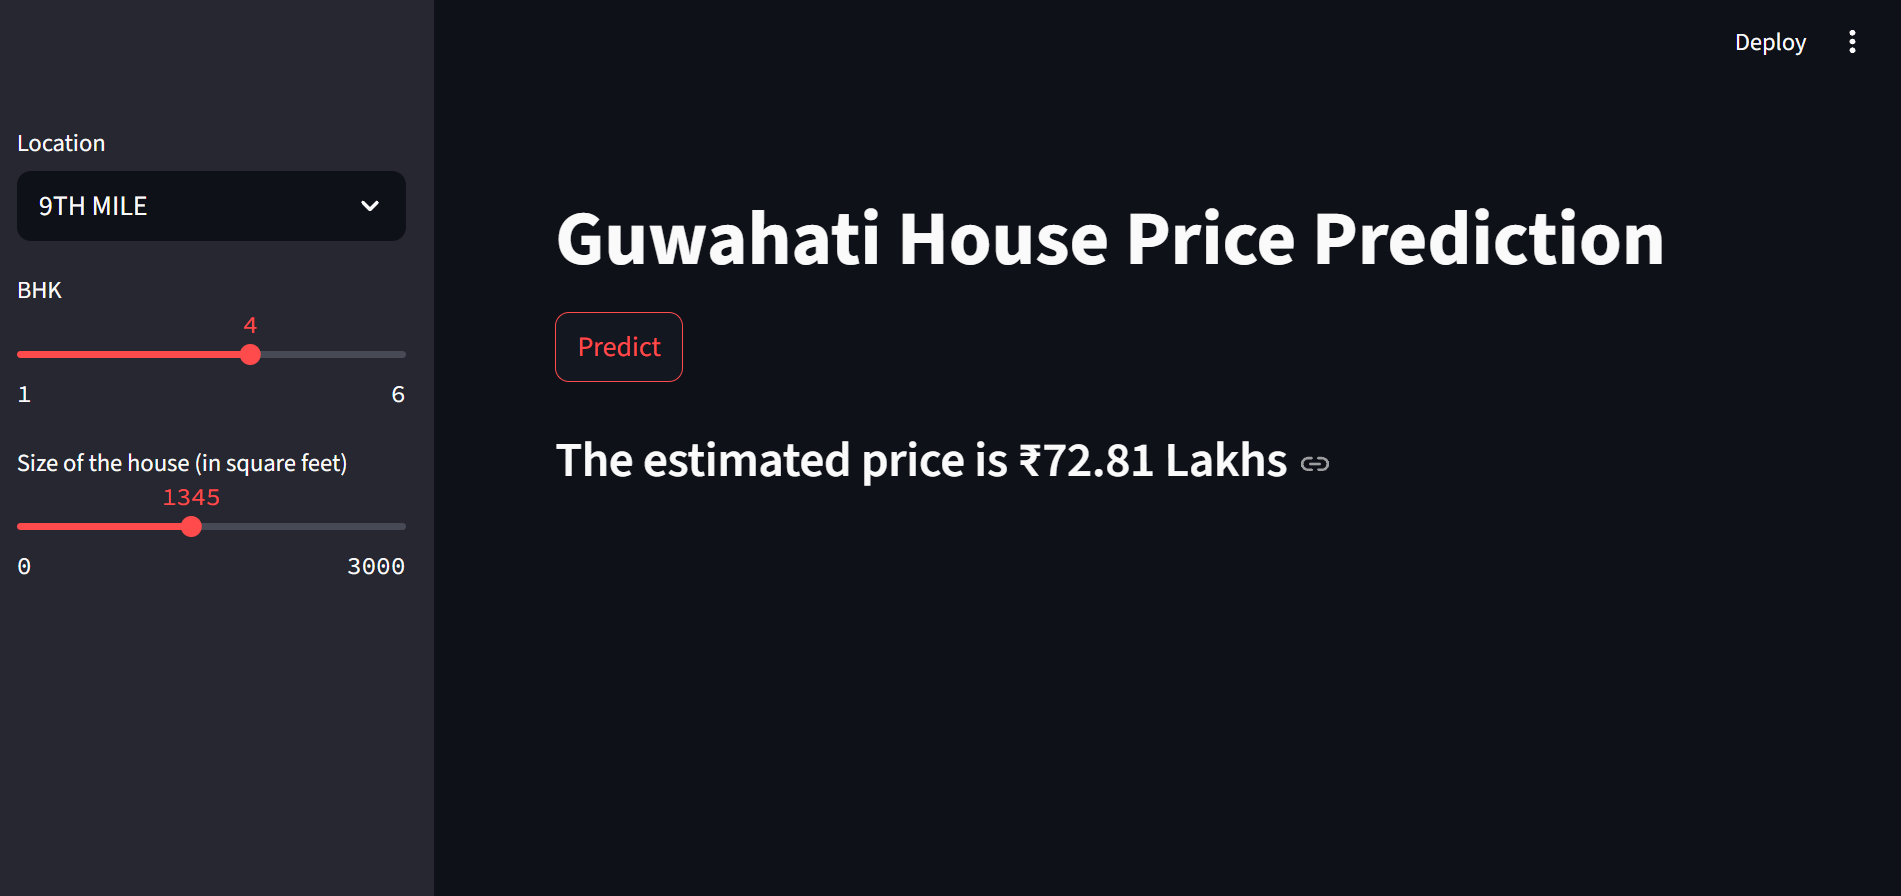 Deploy
Location
9TH MILE
BHK
4
1
6
Size of the house (in square feet)
1345
0
3000
Guwahati House Price Prediction
Predict
The estimated price is ₹72.81 Lakhs